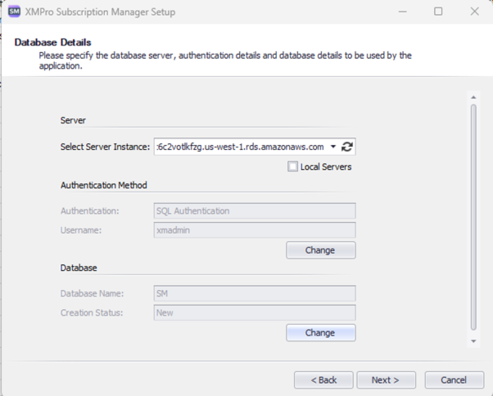 SM XMPro Subscription Manager Setup
Database Details
Please specify the database server, authentication details and database details to be used by the
application.
Server
Select Server Instance: :6c2votlkfzg.us-west-1.rds.amazonaws.com
Local Servers
Authentication Method
Authentication: SQL Authentication
Username: xmadmin
Change
Database
Database Name: SM
Creation Status: New
Change
< Back Next > Cancel